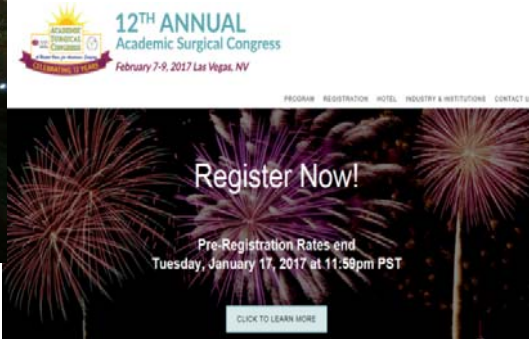 ACADEMIC
SURGICAL
CONGRESS
CELEBRATING 12 YEARS
12TH ANNUAL
Academic Surgical Congress
February 7-9, 2017 Las Vegas, NV
PROGRAM REGISTRATION HOTEL INDUSTRY & INSTITUTIONS CONTACT U
Register Now!
Pre-Registration Rates end
Tuesday, January 17, 2017 at 11:59pm PST
CLICK TO LEARN MORE